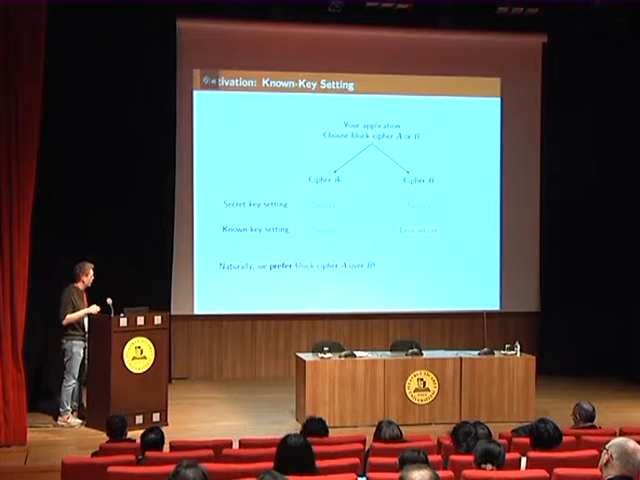 Motivation: Known-Key Setting
Your application
Choose block cipher A or B
Cipher A Cipher B
Secret key setting Secure Secure
Known key setting Secure Less secure
Naturally, we prefer block cipher A over B!